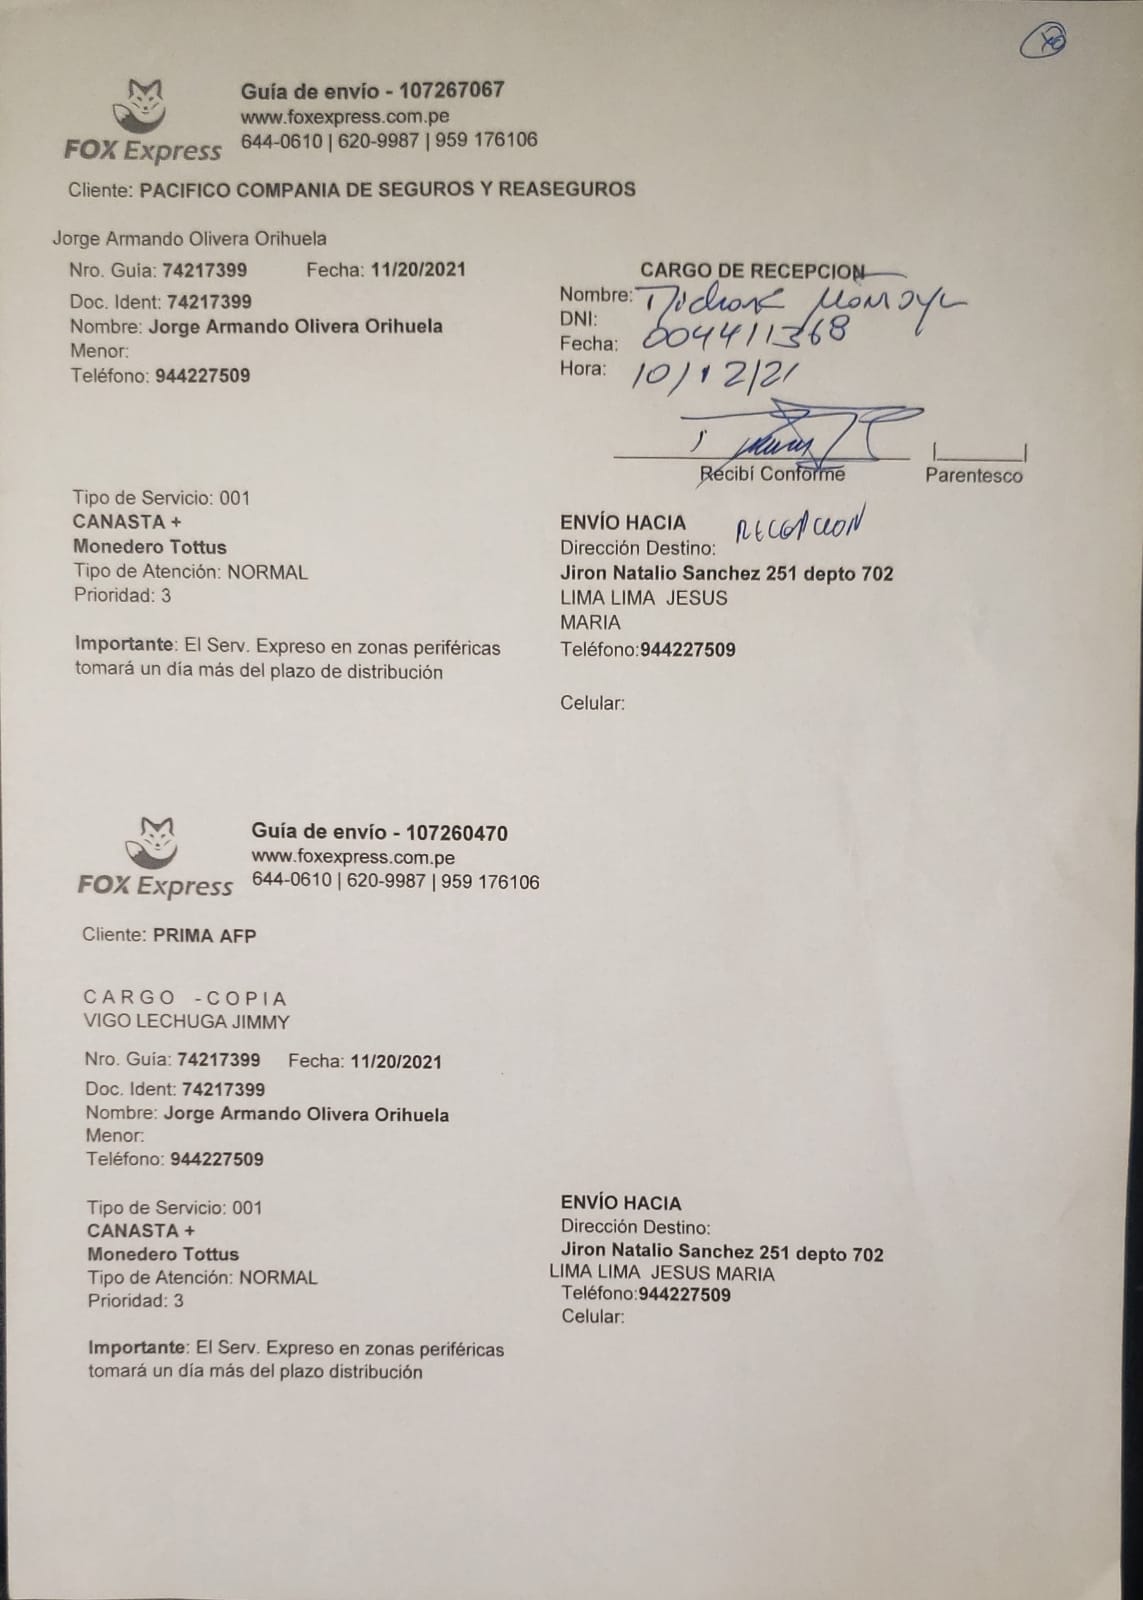 Guía de envío - 107267067
www.foxexpress.com.pe
FOX Express
644-0610 | 620-9987 | 959 176106
Cliente: PACIFICO COMPANIA DE SEGUROS Y REASEGUROS
Jorge Armando Olivera Orihuela
Nro. Guía: 74217399 Fecha: 11/20/2021
Doc. Ident: 74217399
Nombre: Jorge Armando Olivera Orihuela
Menor:
Teléfono: 944227509
CARGO DE RECEPCION
Nombre:
DNI: 004411368
Fecha:
Hora: 10/12/21
Recibí Conforme Parentesco
Tipo de Servicio: 001
CANASTA +
Monedero Tottus
Tipo de Atención: NORMAL
Prioridad: 3
Importante: El Serv. Expreso en zonas periféricas
tomará un día más del plazo de distribución
ENVÍO HACIA RECEPCION
Dirección Destino:
Jiron Natalio Sanchez 251 depto 702
LIMA LIMA JESUS
MARIA
Teléfono:944227509
Celular:
Guía de envío - 107260470
www.foxexpress.com.pe
FOX Express
644-0610 | 620-9987 | 959 176106
Cliente: PRIMA AFP
CARGO -COPIA
VIGO LECHUGA JIMMY
Nro. Guía: 74217399 Fecha: 11/20/2021
Doc. Ident: 74217399
Nombre: Jorge Armando Olivera Orihuela
Menor:
Teléfono: 944227509
Tipo de Servicio: 001
CANASTA +
Monedero Tottus
Tipo de Atención: NORMAL
Prioridad: 3
Importante: El Serv. Expreso en zonas periféricas
tomará un día más del plazo distribución
ENVÍO HACIA
Dirección Destino:
Jiron Natalio Sanchez 251 depto 702
LIMA LIMA JESUS MARIA
Teléfono:944227509
Celular: